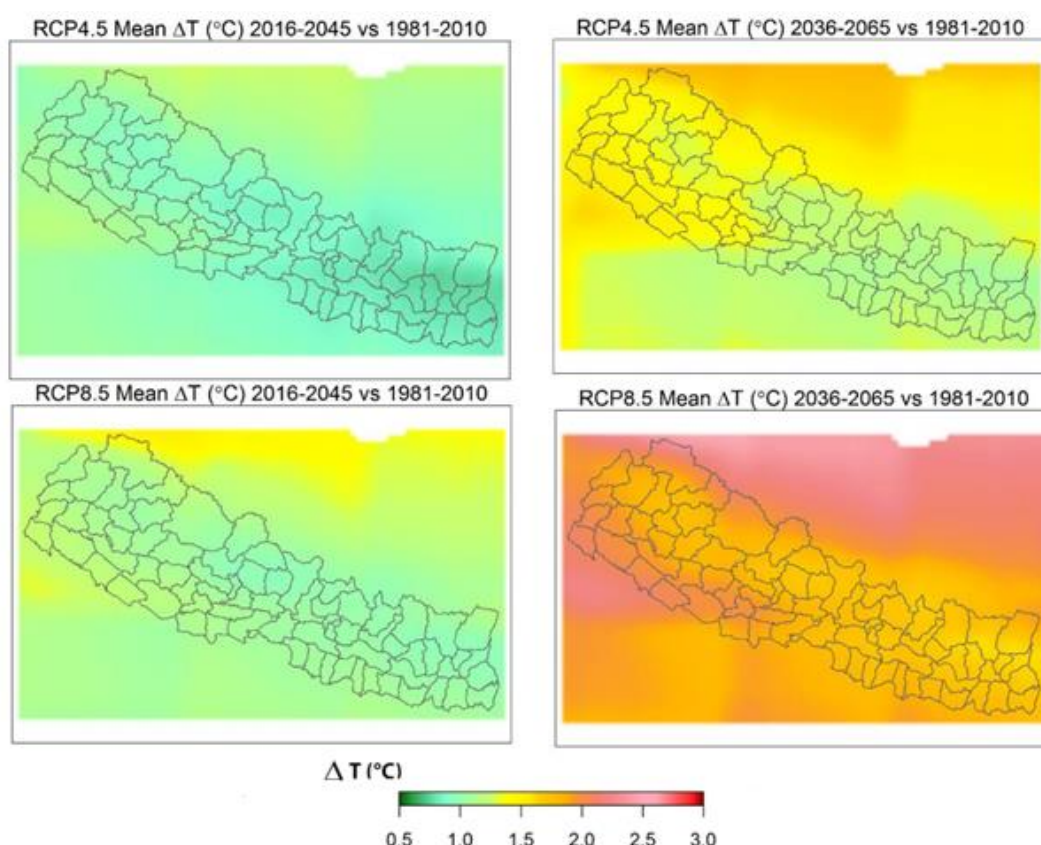 RCP4.5 Mean ΔT (°C) 2016-2045 vs 1981-2010
RCP4.5 Mean ΔT (°C) 2036-2065 vs 1981-2010
RCP8.5 Mean ΔT (°C) 2016-2045 vs 1981-2010
RCP8.5 Mean ΔT (°C) 2036-2065 vs 1981-2010
Δ T (°C)
0.5 1.0 1.5 2.0 2.5 3.0